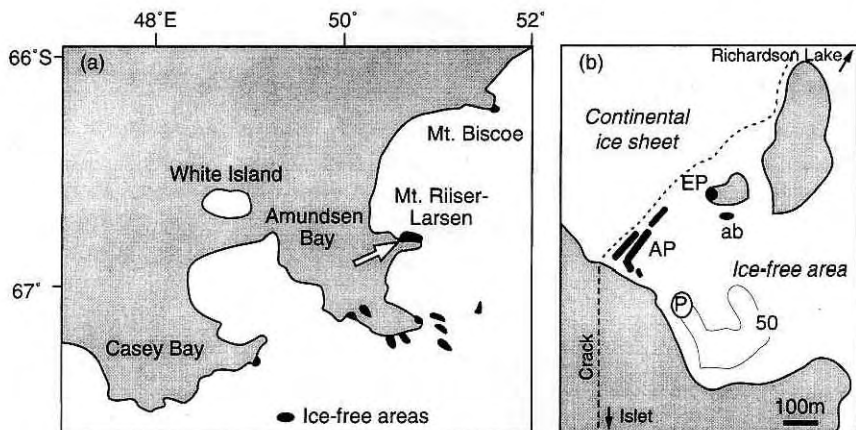 48°E
50°
52°
66°S
67°
(a)
Mt. Biscoe
White Island
Mt. Riiser-
Larsen
Amundsen
Bay
Casey Bay
Ice-free areas
(b)
Richardson Lake
Continental
ice sheet
EP
ab
AP
Ice-free area
P
50
Crack
Islet
100m